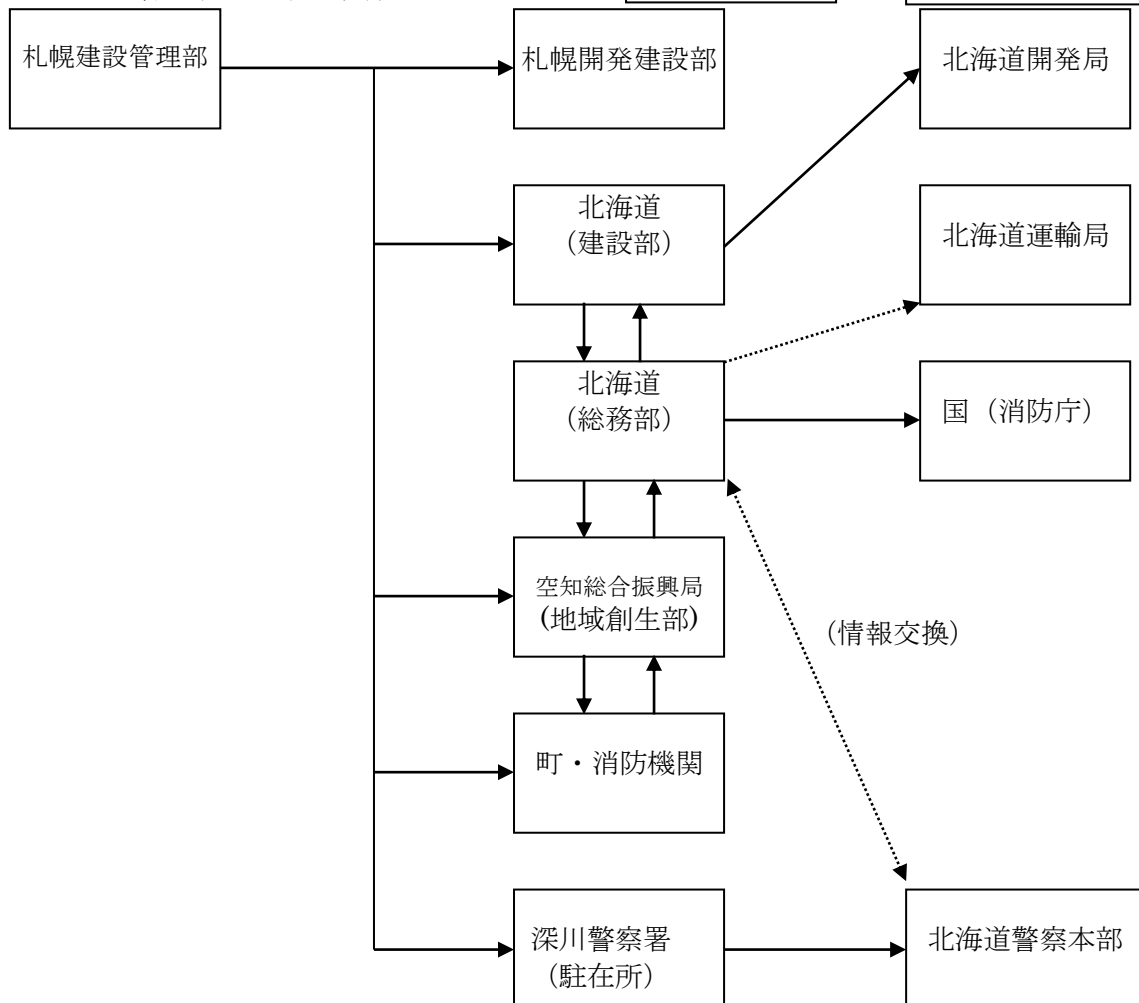 札幌建設管理部
札幌開発建設部
北海道開発局
北海道
（建設部）
北海道運輸局
北海道
（総務部）
国（消防庁）
空知総合振興局
(地域創生部)
（情報交換）
町・消防機関
深川警察署
（駐在所）
北海道警察本部